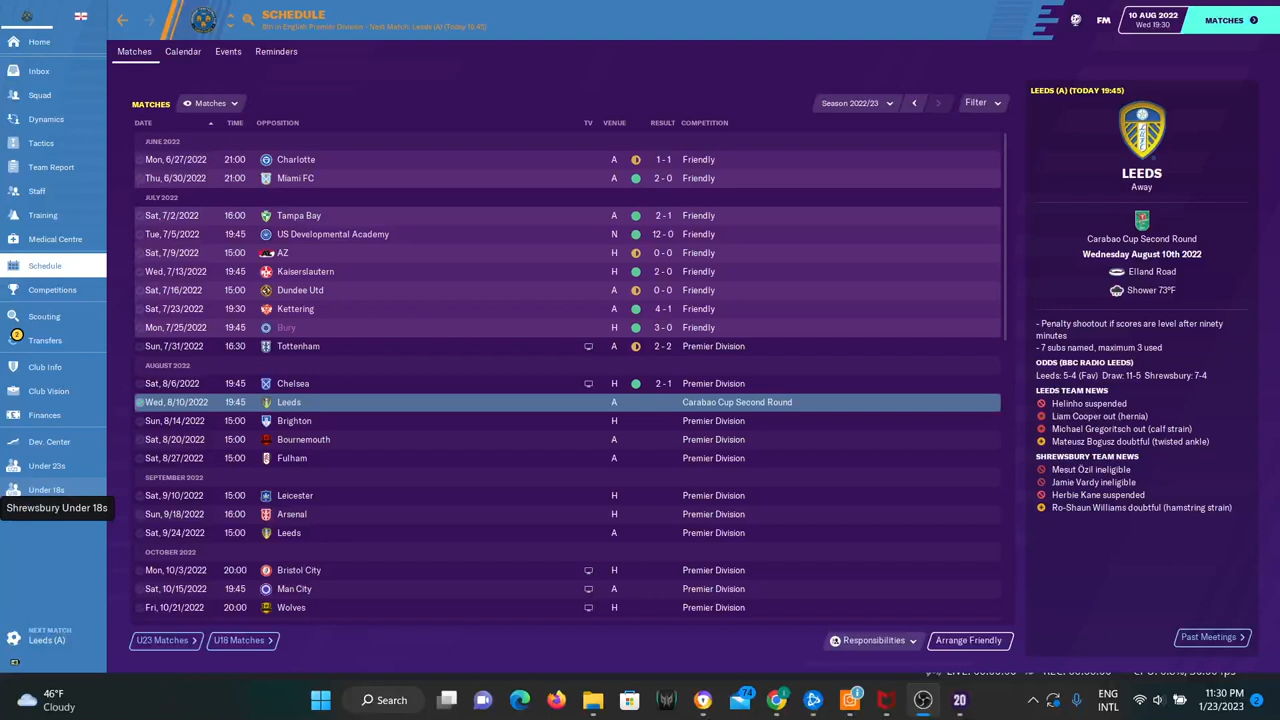 SCHEDULE
8th in English Premier Division - Next Match: Leeds (A) (Today 19:45)
10 AUG 2022
Wed 19:30
FM
MATCHES
Home
Inbox
Squad
Dynamics
Tactics
Team Report
Staff
Training
Medical Centre
Schedule
Competitions
Scouting
2
Transfers
Club Info
Club Vision
Finances
Dev. Center
Under 23s
Under 18s
Shrewsbury Under 18s
NEXT MATCH
Leeds (A)
Matches Calendar Events Reminders
MATCHES Matches Season 2022/23 Filter
DATE TIME OPPOSITION TV VENUE RESULT COMPETITION
JUNE 2022
Mon, 6/27/2022 21:00 Charlotte A 1 - 1 Friendly
Thu, 6/30/2022 21:00 Miami FC A 2 - 0 Friendly
JULY 2022
Sat, 7/2/2022 16:00 Tampa Bay A 2 - 1 Friendly
Tue, 7/5/2022 19:45 US Developmental Academy N 12 - 0 Friendly
Sat, 7/9/2022 15:00 AZ H 0 - 0 Friendly
Wed, 7/13/2022 19:45 Kaiserslautern H 2 - 0 Friendly
Sat, 7/16/2022 15:00 Dundee Utd A 0 - 0 Friendly
Sat, 7/23/2022 19:30 Kettering A 4 - 1 Friendly
Mon, 7/25/2022 19:45 Bury H 3 - 0 Friendly
Sun, 7/31/2022 16:30 Tottenham A 2 - 2 Premier Division
AUGUST 2022
Sat, 8/6/2022 19:45 Chelsea H 2 - 1 Premier Division
Wed, 8/10/2022 19:45 Leeds A Carabao Cup Second Round
Sun, 8/14/2022 15:00 Brighton H Premier Division
Sat, 8/20/2022 15:00 Bournemouth A Premier Division
Sat, 8/27/2022 15:00 Fulham A Premier Division
SEPTEMBER 2022
Sat, 9/10/2022 15:00 Leicester H Premier Division
Sun, 9/18/2022 16:00 Arsenal H Premier Division
Sat, 9/24/2022 15:00 Leeds A Premier Division
OCTOBER 2022
Mon, 10/3/2022 20:00 Bristol City H Premier Division
Sat, 10/15/2022 19:45 Man City A Premier Division
Fri, 10/21/2022 20:00 Wolves H Premier Division
U23 Matches U18 Matches Responsibilities Arrange Friendly
LEEDS (A) (TODAY 19:45)
LEEDS
Away
Carabao Cup Second Round
Wednesday August 10th 2022
Elland Road
Shower 73°F
- Penalty shootout if scores are level after ninety
minutes
- 7 subs named, maximum 3 used
ODDS (BBC RADIO LEEDS)
Leeds: 5-4 (Fav) Draw: 11-5 Shrewsbury: 7-4
LEEDS TEAM NEWS
Helinho suspended
Liam Cooper out (hernia)
Michael Gregoritsch out (calf strain)
Mateusz Bogusz doubtful (twisted ankle)
SHREWSBURY TEAM NEWS
Mesut Özil ineligible
Jamie Vardy ineligible
Herbie Kane suspended
Ro-Shaun Williams doubtful (hamstring strain)
Past Meetings
46°F
Cloudy
Search
74
1
1
20
ENG
INTL
11:30 PM
1/23/2023
2